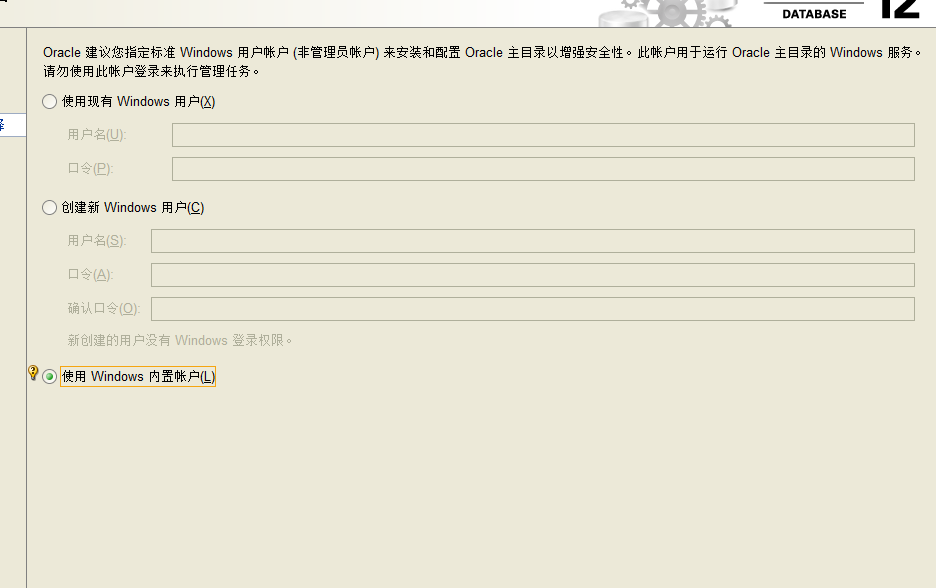 DATABASE
12
Oracle 建议您指定标准 Windows 用户帐户 (非管理员帐户) 来安装和配置 Oracle 主目录以增强安全性。此帐户用于运行 Oracle 主目录的 Windows 服务。
请勿使用此帐户登录来执行管理任务。
使用现有 Windows 用户(X)
用户名(U):
口令(P):
创建新 Windows 用户(C)
用户名(S):
口令(A):
确认口令(O):
新创建的用户没有 Windows 登录权限。
使用 Windows 内置帐户(L)